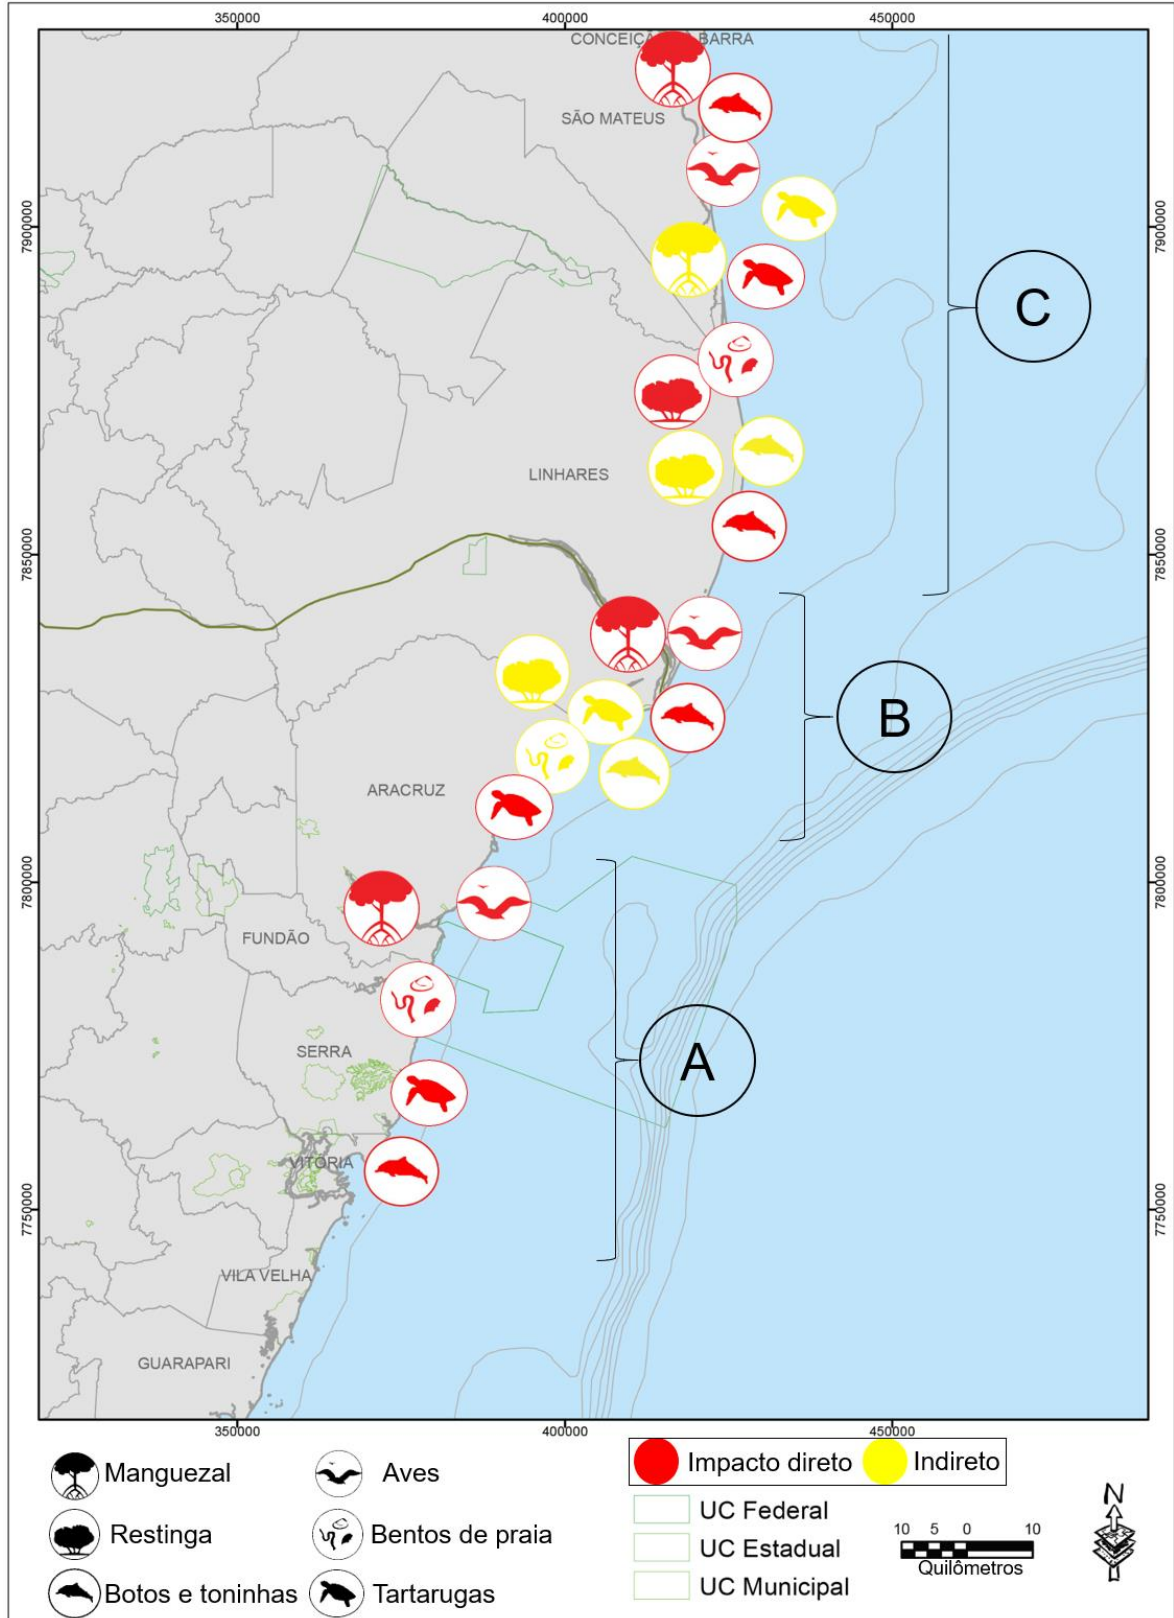 350000 400000 450000
CONCEIÇÃO DA BARRA
SÃO MATEUS
7900000 7900000
C
LINHARES
7850000 7850000
B
ARACRUZ
7800000 7800000
FUNDÃO
SERRA
A
VITÓRIA
7750000 7750000
VILA VELHA
GUARAPARI
350000 400000 450000
Manguezal
Aves
Impacto direto
Indireto
Restinga
Bentos de praia
UC Federal
UC Estadual
Botos e toninhas
Tartarugas
UC Municipal
10 5 0 10
Quilômetros
N